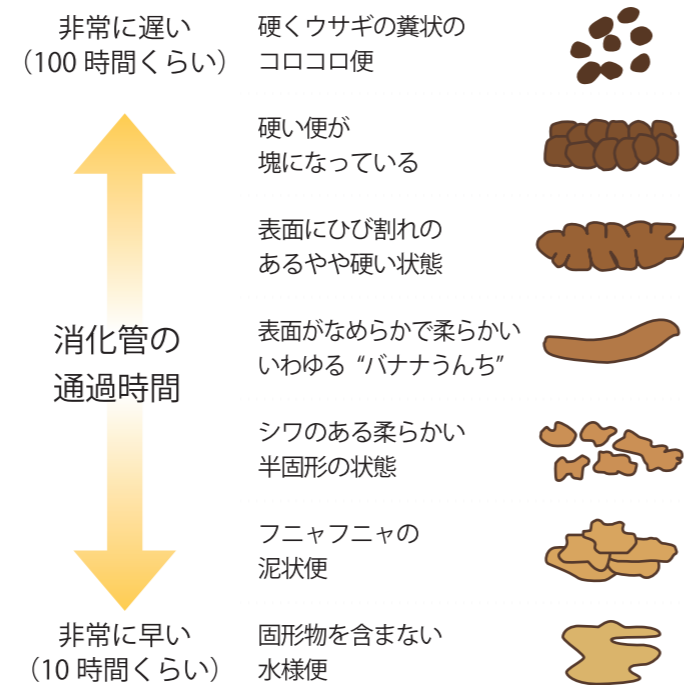 非常に遅い
(100 時間くらい)
硬くウサギの糞状の
コロコロ便
硬い便が
塊になっている
表面にひび割れの
あるやや硬い状態
消化管の
通過時間
表面がなめらかで柔らかい
いわゆる “バナナうんち”
シワのある柔らかい
半固形の状態
フニャフニャの
泥状便
非常に早い
(10 時間くらい)
固形物を含まない
水様便